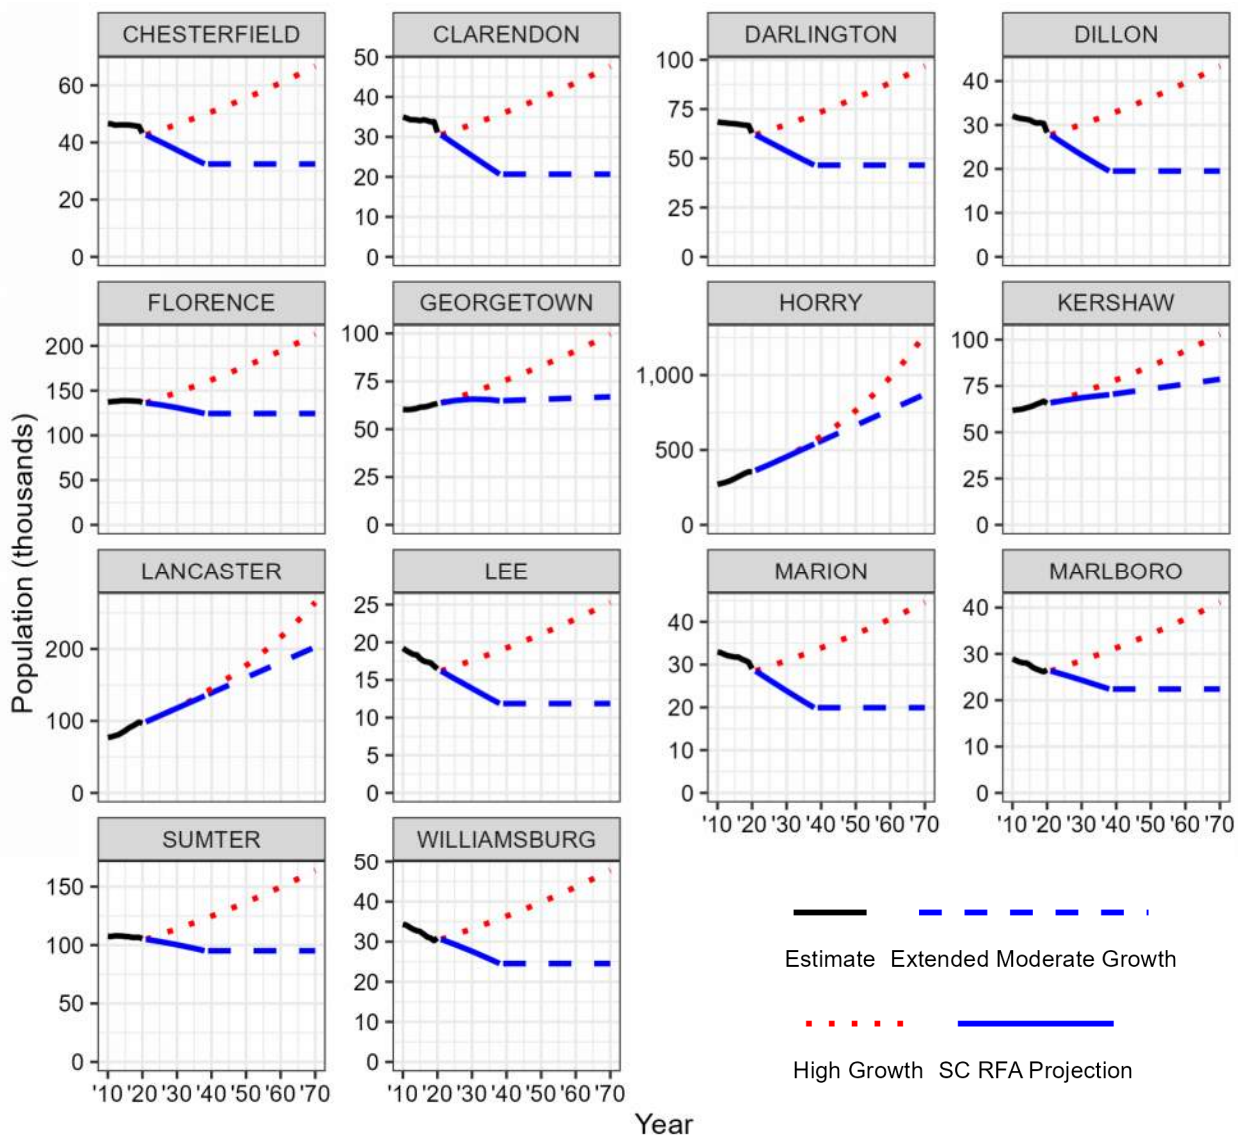 CHESTERFIELD CLARENDON DARLINGTON DILLON
60 50 100 40
40 40 75 30
20 30 50 20
0 20 25 10
10 0 0
0
FLORENCE GEORGETOWN HORRY KERSHAW
200 100 1,000 100
150 75 500 75
100 50 0 50
50 25 25
0 0 0
LANCASTER LEE MARION MARLBORO
200 25 40 40
100 20 30 30
0 15 20 20
10 10 10
5 0 0
0
'10 '20 '30 '40 '50 '60 '70 '10 '20 '30 '40 '50 '60 '70
SUMTER WILLIAMSBURG
150 50
100 40
50 30
0 20
10
0
'10 '20 '30 '40 '50 '60 '70 '10 '20 '30 '40 '50 '60 '70
Population (thousands)
Year
Estimate Extended Moderate Growth
High Growth SC RFA Projection